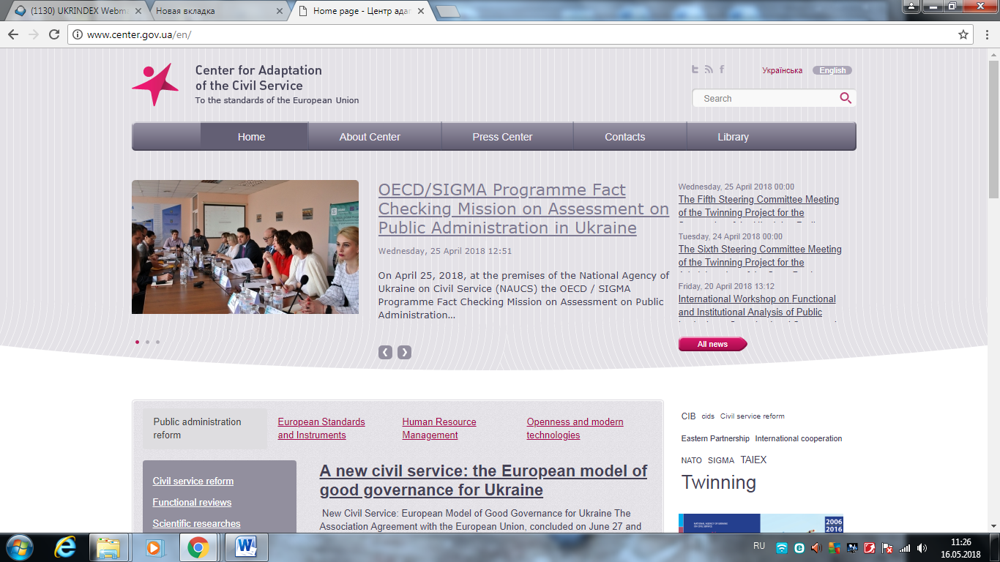 (1130) UKRINDEX Webma
Новая вкладка
Home page - Центр ада
www.center.gov.ua/en/
Center for Adaptation
of the Civil Service
To the standards of the European Union
Українська English
Search
Home About Center Press Center Contacts Library
OECD/SIGMA Programme Fact
Checking Mission on Assessment on
Public Administration in Ukraine
Wednesday, 25 April 2018 12:51
On April 25, 2018, at the premises of the National Agency of
Ukraine on Civil Service (NAUCS) the OECD / SIGMA
Programme Fact Checking Mission on Assessment on Public
Administration...
Wednesday, 25 April 2018 00:00
The Fifth Steering Committee Meeting
of the Twinning Project for the
Tuesday, 24 April 2018 00:00
The Sixth Steering Committee Meeting
of the Twinning Project for the
Friday, 20 April 2018 13:12
International Workshop on Functional
and Institutional Analysis of Public
All news
Public administration
reform
European Standards
and Instruments
Human Resource
Management
Openness and modern
technologies
Civil service reform
Functional reviews
Scientific researches
A new civil service: the European model of
good governance for Ukraine
New Civil Service: European Model of Good Governance for Ukraine The
Association Agreement with the European Union, concluded on June 27 and
CIB cids Civil service reform
Eastern Partnership International cooperation
NATO SIGMA TAIEX
Twinning
NATIONAL AGENCY OF UKRAINE
ON CIVIL SERVICE
2006
2016
RU
11:26
16.05.2018